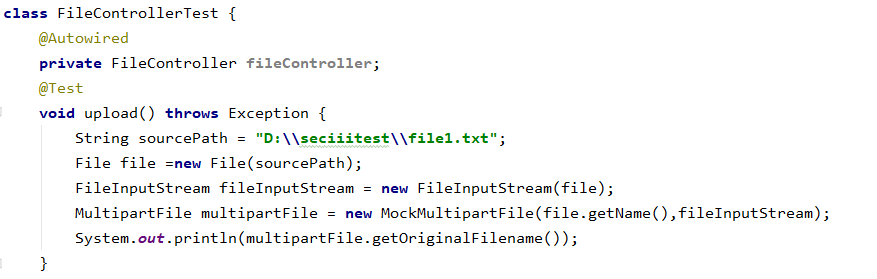 class FileControllerTest {
@Autowired
private FileController fileController;
@Test
void upload() throws Exception {
String sourcePath = "D:\\seciiitest\\file1.txt";
File file =new File(sourcePath);
FileInputStream fileInputStream = new FileInputStream(file);
MultipartFile multipartFile = new MockMultipartFile(file.getName(),fileInputStream);
System.out.println(multipartFile.getOriginalFilename());
}